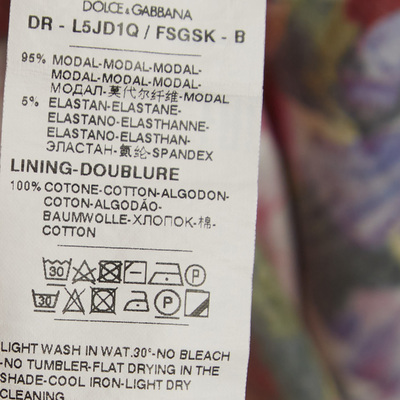 DOLCE & GABBANA
DR - L5JD1Q / FSGSK - B
95% MODAL-MODAL-MODAL-
MODAL-MODAL-MODAL-
МОДАЛ-莫代尔纤维-MODAL
5% ELASTAN-ELASTANE-
ELASTANO-ELASTHANNE-
ELASTANO-ELASTHAN-
ЭЛАСТАН-氨纶-SPANDEX
LINING-DOUBLURE
100% COTONE-COTTON-ALGODON-
COTON-ALGODÃO-
BAUMWOLLE-ХЛОПОК-棉-
COTTON
30 P
30 P
LIGHT WASH IN WAT.30°-NO BLEACH
-NO TUMBLER-FLAT DRYING IN THE
SHADE-COOL IRON-LIGHT DRY
CLEANING